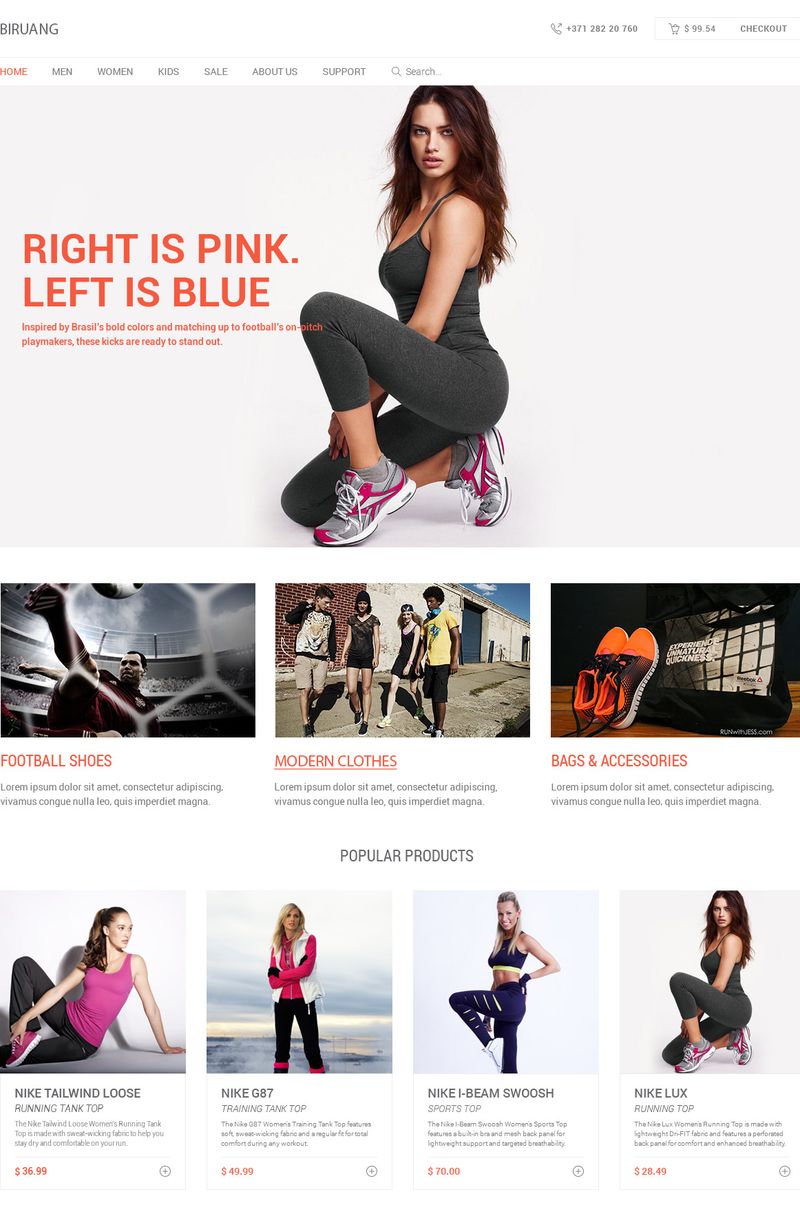 BIRUANG
+371 282 20 760
$ 99.54
CHECKOUT
HOME MEN WOMEN KIDS SALE ABOUT US SUPPORT Search...
RIGHT IS PINK.
LEFT IS BLUE
Inspired by Brasil's bold colors and matching up to football's on-pitch
playmakers, these kicks are ready to stand out.
EXPERIENCE
UNNATURAL
QUICKNESS.
Reebok
RUNwithJESS.com
FOOTBALL SHOES
Lorem ipsum dolor sit amet, consectetur adipiscing,
vivamus congue nulla leo, quis imperdiet magna.
MODERN CLOTHES
Lorem ipsum dolor sit amet, consectetur adipiscing,
vivamus congue nulla leo, quis imperdiet magna.
BAGS & ACCESSORIES
Lorem ipsum dolor sit amet, consectetur adipiscing,
vivamus congue nulla leo, quis imperdiet magna.
POPULAR PRODUCTS
NIKE TAILWIND LOOSE
RUNNING TANK TOP
The Nike Tailwind Loose Women's Running Tank
Top is made with sweat-wicking fabric to help you
stay dry and comfortable on your run.
$ 36.99
NIKE G87
TRAINING TANK TOP
The Nike G87 Women's Training Tank Top features
soft, sweat-wicking fabric and a regular fit for total
comfort during any workout.
$ 49.99
NIKE I-BEAM SWOOSH
SPORTS TOP
The Nike I-Beam Swoosh Women's Sports Top
features a built-in bra and mesh back panel for
lightweight support and targeted breathability.
$ 70.00
NIKE LUX
RUNNING TOP
The Nike Lux Women's Running Top is made with
lightweight Dri-FIT fabric and features a perforated
back panel for comfort and enhanced breathability.
$ 28.49